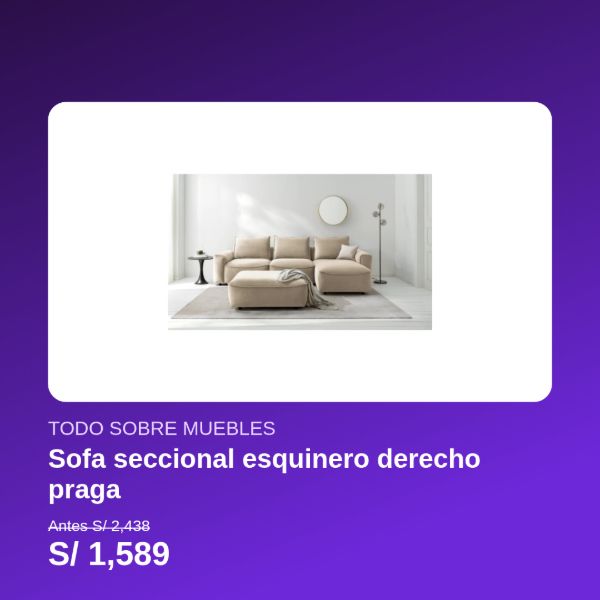 TODO SOBRE MUEBLES
Sofa seccional esquinero derecho
praga
Antes S/ 2,438
S/ 1,589